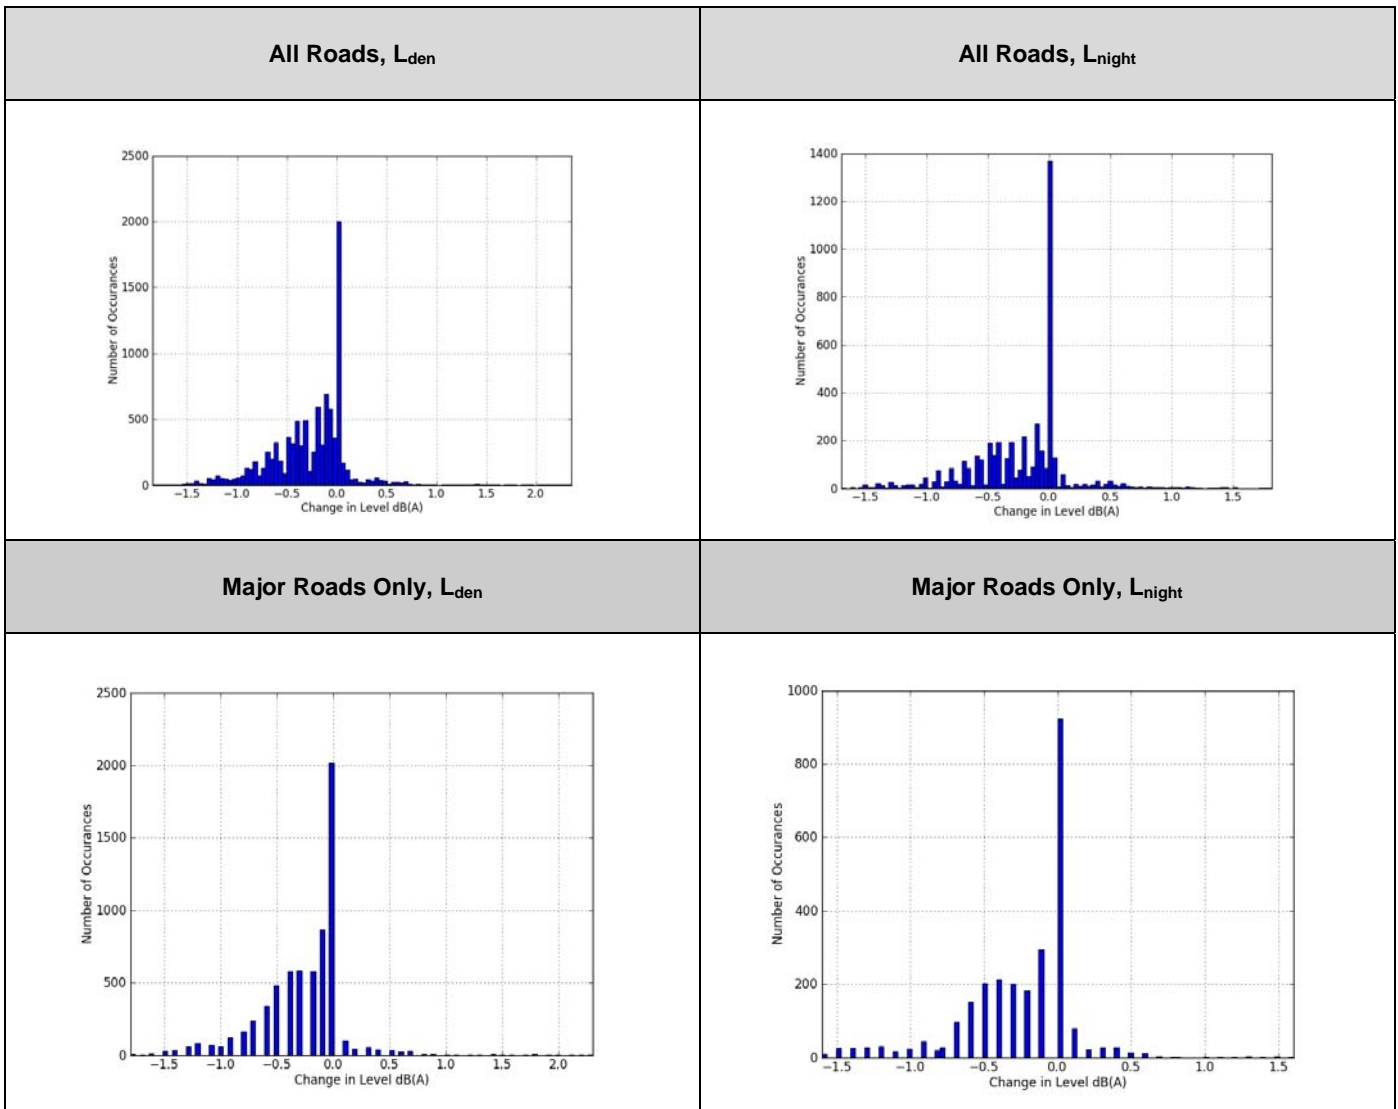 All Roads, Lden
All Roads, Lnight
2500
2000
1500
1000
500
0
Number of Occurances
−1.5 −1.0 −0.5 0.0 0.5 1.0 1.5 2.0
Change in Level dB(A)
1400
1200
1000
800
600
400
200
0
Number of Occurances
−1.5 −1.0 −0.5 0.0 0.5 1.0 1.5
Change in Level dB(A)
Major Roads Only, Lden
Major Roads Only, Lnight
2500
2000
1500
1000
500
0
Number of Occurances
−1.5 −1.0 −0.5 0.0 0.5 1.0 1.5 2.0
Change in Level dB(A)
1000
800
600
400
200
0
Number of Occurances
−1.5 −1.0 −0.5 0.0 0.5 1.0 1.5
Change in Level dB(A)